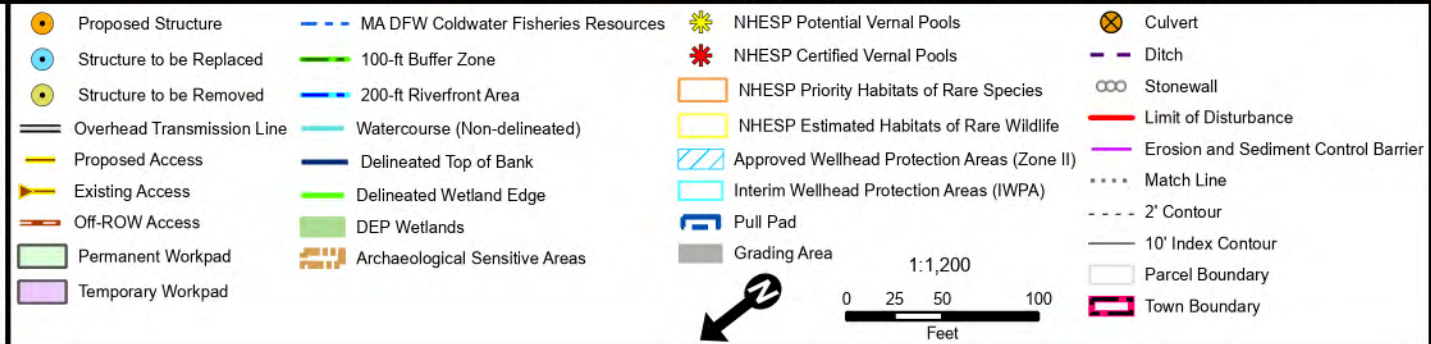 Proposed Structure
Structure to be Replaced
Structure to be Removed
Overhead Transmission Line
Proposed Access
Existing Access
Off-ROW Access
Permanent Workpad
Temporary Workpad
MA DFW Coldwater Fisheries Resources
100-ft Buffer Zone
200-ft Riverfront Area
Watercourse (Non-delineated)
Delineated Top of Bank
Delineated Wetland Edge
DEP Wetlands
Archaeological Sensitive Areas
NHESP Potential Vernal Pools
NHESP Certified Vernal Pools
NHESP Priority Habitats of Rare Species
NHESP Estimated Habitats of Rare Wildlife
Approved Wellhead Protection Areas (Zone II)
Interim Wellhead Protection Areas (IWPA)
Pull Pad
Grading Area
N
1:1,200
0 25 50 100
Feet
Culvert
Ditch
Stonewall
Limit of Disturbance
Erosion and Sediment Control Barrier
Match Line
2' Contour
10' Index Contour
Parcel Boundary
Town Boundary